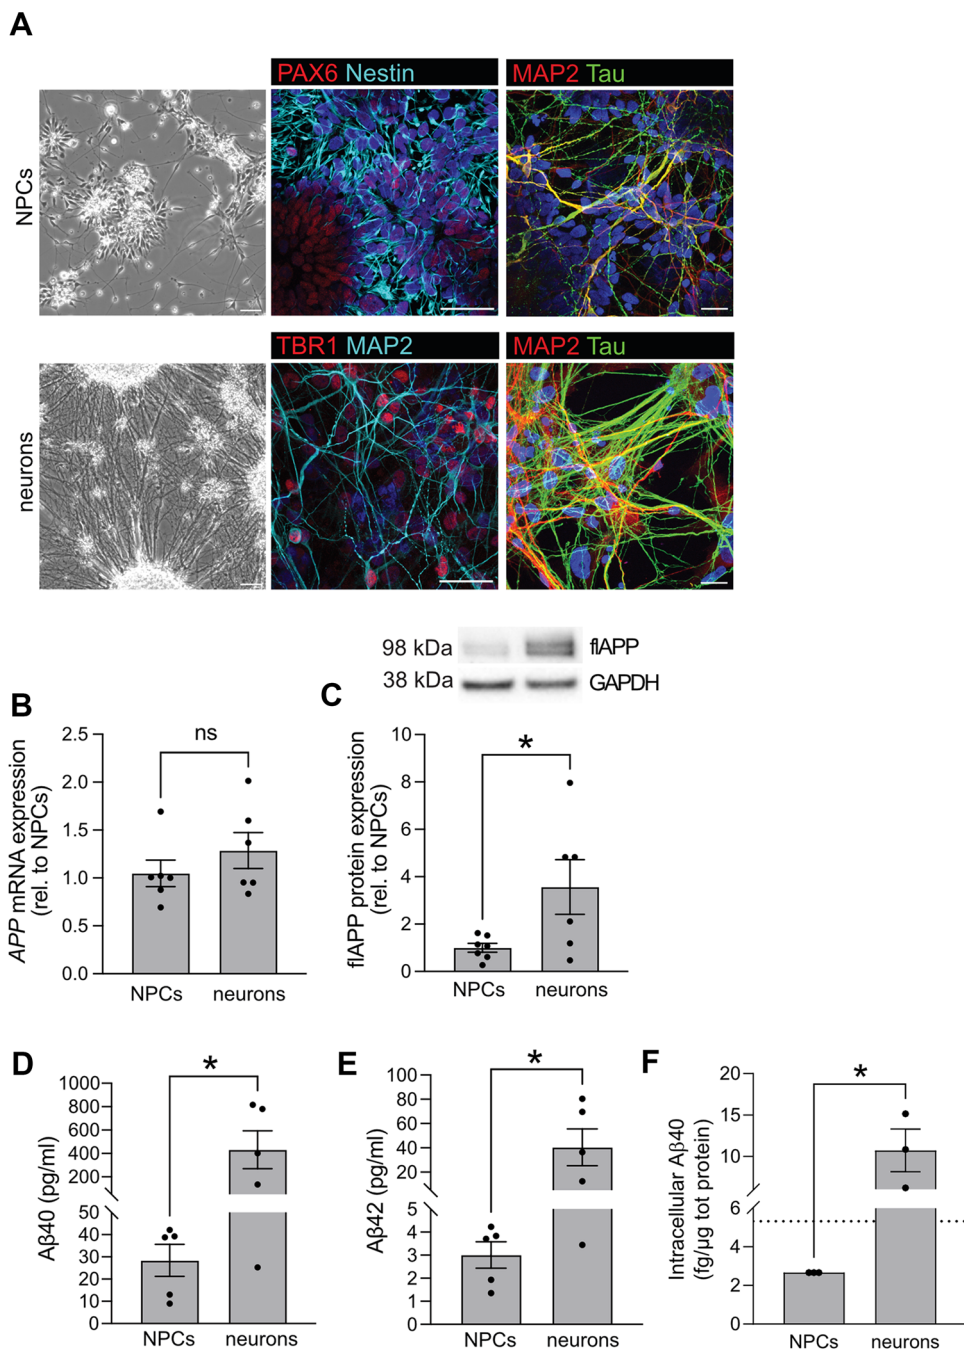 A
PAX6 Nestin
MAP2 Tau
NPCs
TBR1 MAP2
MAP2 Tau
neurons
98 kDa
flAPP
38 kDa
GAPDH
B
APP mRNA expression
(rel. to NPCs)
2.5
2.0
1.5
1.0
0.5
0.0
ns
NPCs
neurons
C
flAPP protein expression
(rel. to NPCs)
10
8
6
4
2
0
*
NPCs
neurons
D
Aβ40 (pg/ml)
1000
800
600
400
200
50
40
30
20
10
0
*
NPCs
neurons
E
Aβ42 (pg/ml)
100
80
60
40
20
5
4
3
2
1
0
*
NPCs
neurons
F
Intracellular Aβ40
(fg/µg tot protein)
20
15
10
6
4
2
0
*
NPCs
neurons